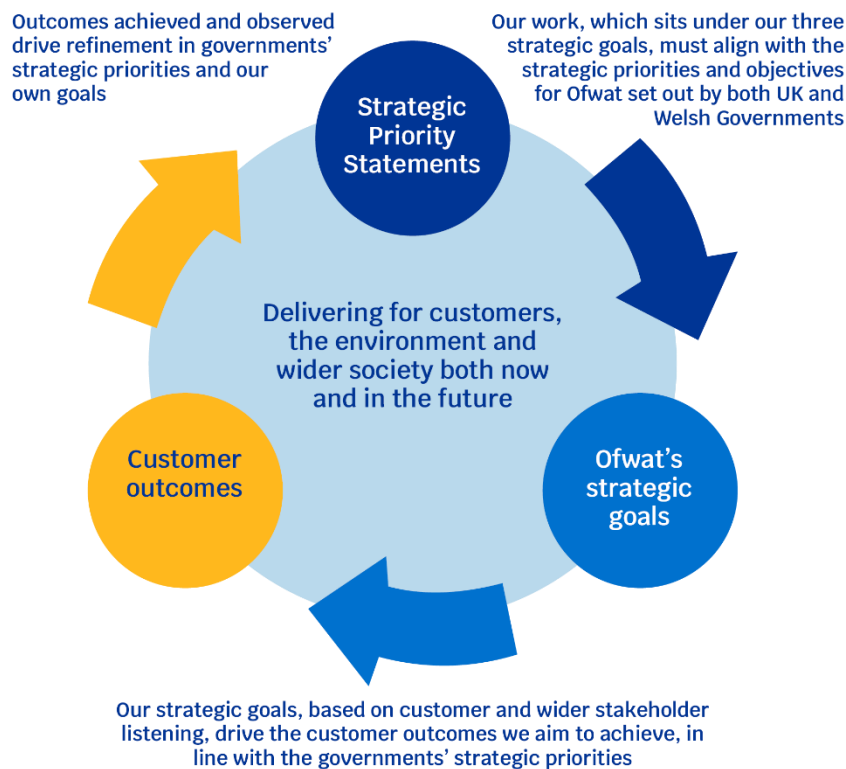 Outcomes achieved and observed
drive refinement in governments’
strategic priorities and our
own goals
Our work, which sits under our three
strategic goals, must align with the
strategic priorities and objectives
for Ofwat set out by both UK and
Welsh Governments
Strategic
Priority
Statements
Delivering for customers,
the environment and
wider society both now
and in the future
Customer
outcomes
Ofwat’s
strategic
goals
Our strategic goals, based on customer and wider stakeholder
listening, drive the customer outcomes we aim to achieve, in
line with the governments’ strategic priorities